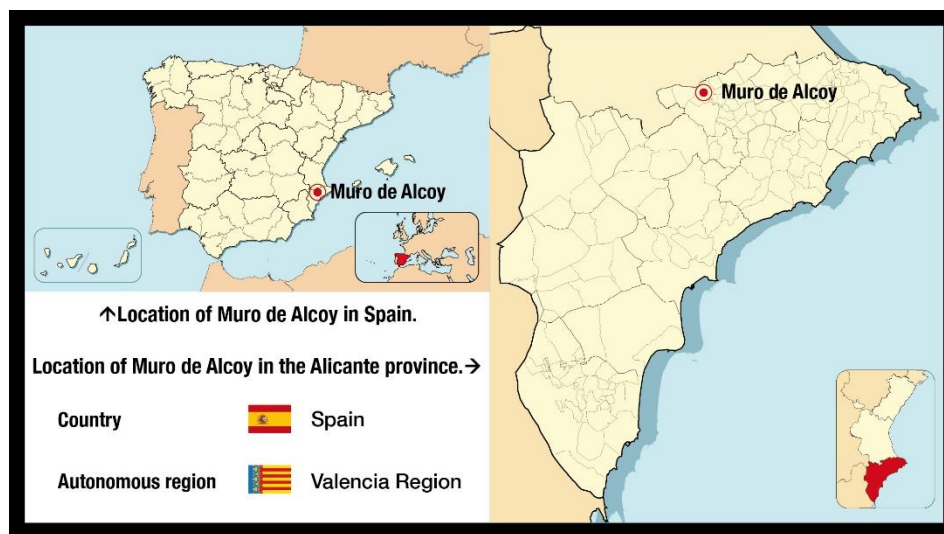 Muro de Alcoy
↑Location of Muro de Alcoy in Spain.
Location of Muro de Alcoy in the Alicante province.→
Country Spain
Autonomous region Valencia Region
Muro de Alcoy